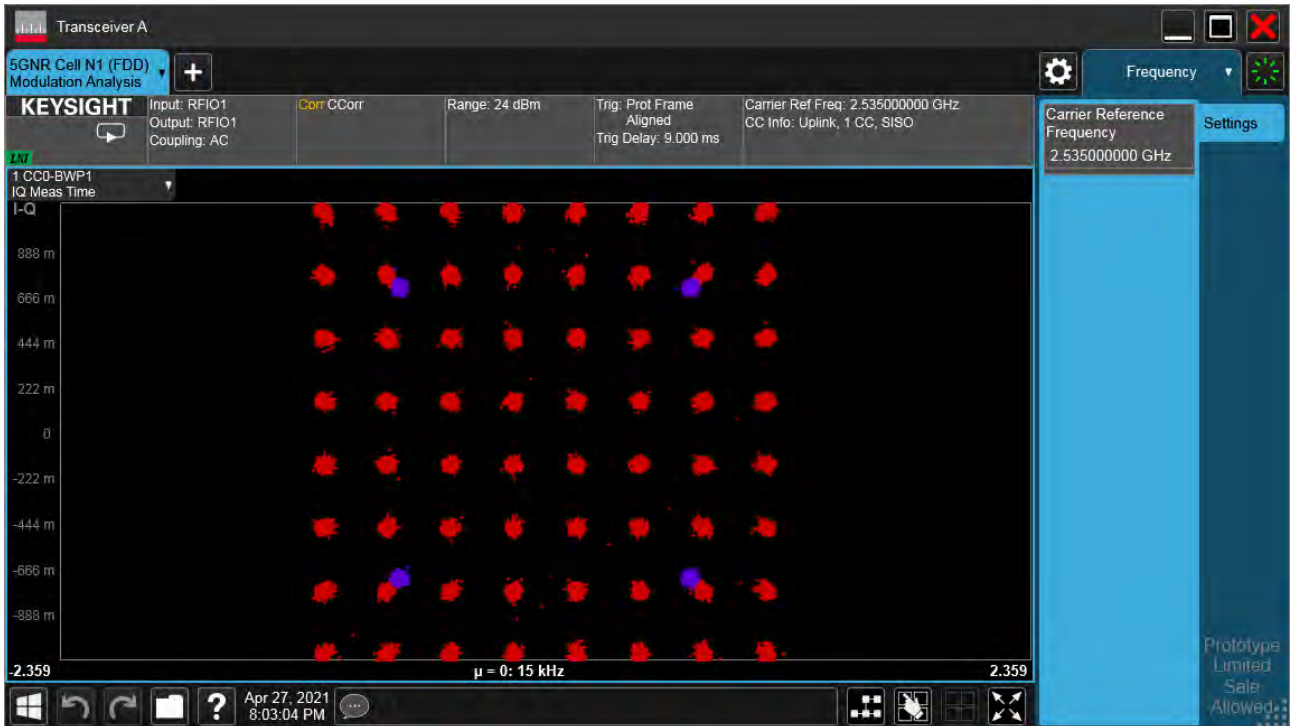 Transceiver A
5GNR Cell N1 (FDD)
Modulation Analysis
+
Frequency
KEYSIGHT
LXI
Input: RFIO1
Output: RFIO1
Coupling: AC
Corr CCorr
Range: 24 dBm
Trig: Prot Frame
Aligned
Trig Delay: 9.000 ms
Carrier Ref Freq: 2.535000000 GHz
CC Info: Uplink, 1 CC, SISO
Carrier Reference
Frequency
2.535000000 GHz
Settings
1 CC0-BWP1
IQ Meas Time
I-Q
888 m
666 m
444 m
222 m
0
-222 m
-444 m
-666 m
-888 m
-2.359
µ = 0: 15 kHz
2.359
Prototype
Limited
Sale
Allowed
?
Apr 27, 2021
8:03:04 PM